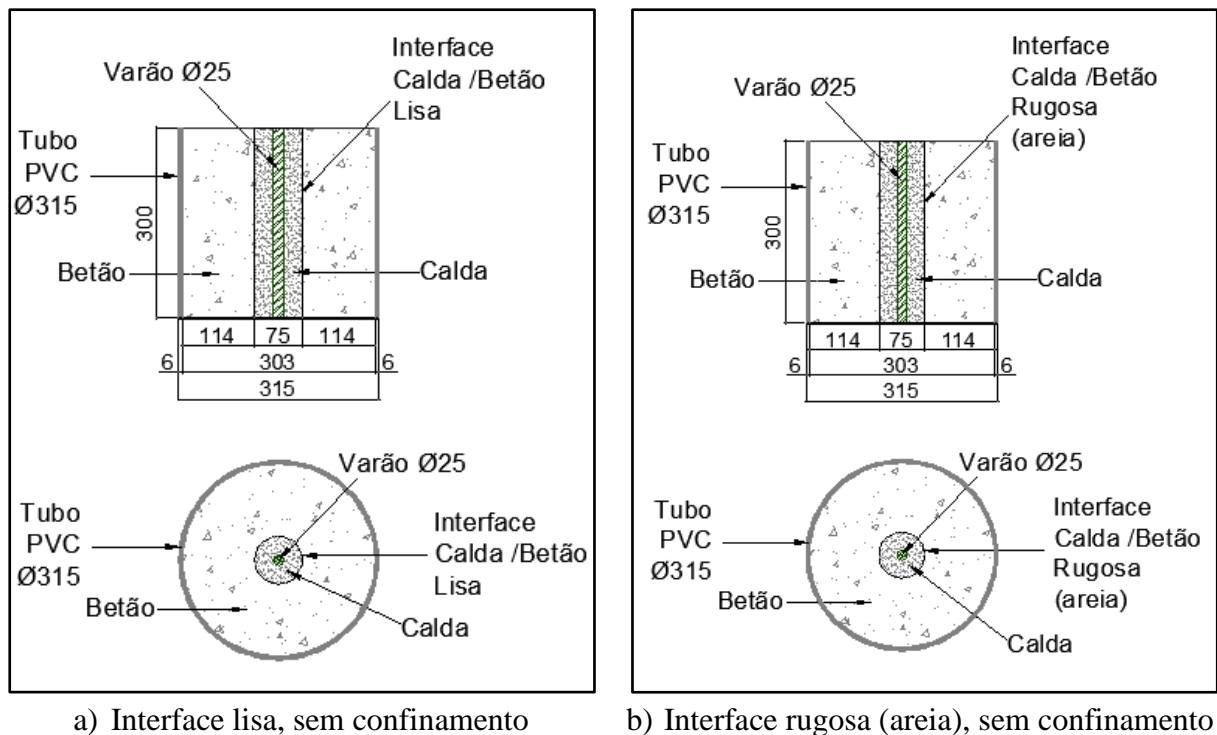 Interface
Calda /Betão
Lisa
Varão Ø25
Tubo
PVC
Ø315
300
Betão
Calda
114
75
114
6
303
6
315
Varão Ø25
Tubo
PVC
Ø315
Interface
Calda /Betão
Lisa
Betão
Calda
a) Interface lisa, sem confinamento
Interface
Calda /Betão
Rugosa
(areia)
Varão Ø25
Tubo
PVC
Ø315
300
Betão
Calda
114
75
114
6
303
6
315
Varão Ø25
Tubo
PVC
Ø315
Interface
Calda /Betão
Rugosa
(areia)
Betão
Calda
b) Interface rugosa (areia), sem confinamento